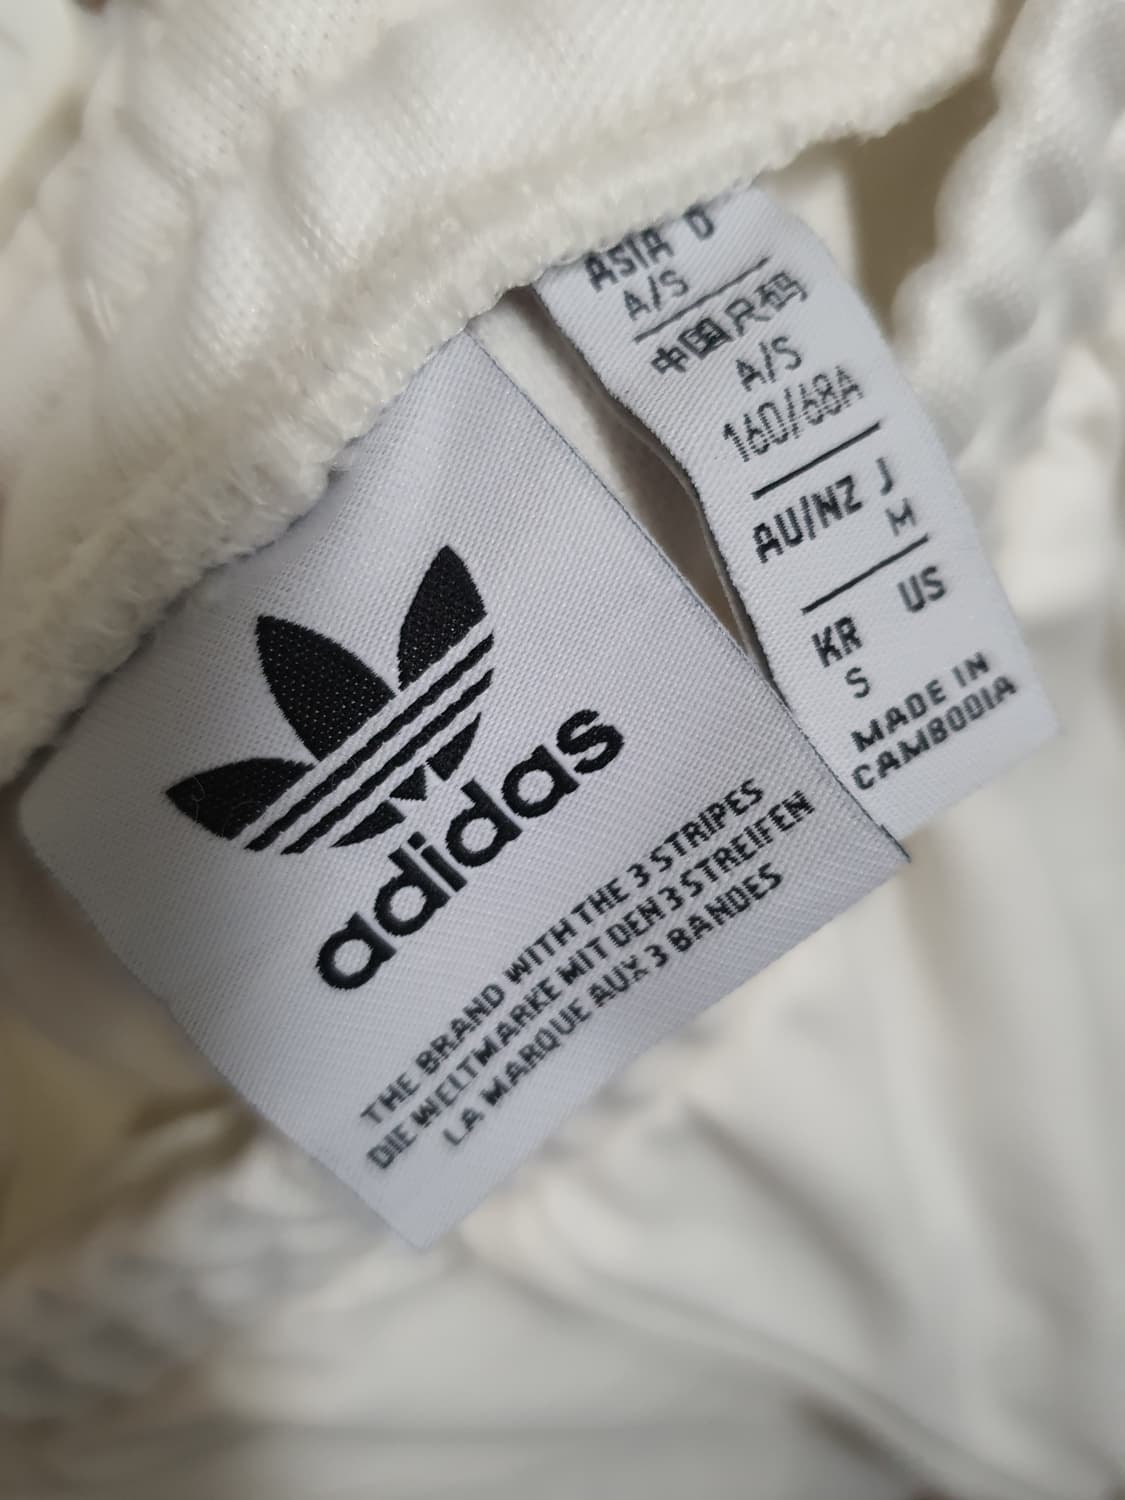 adidas
THE BRAND WITH THE 3 STRIPES
DIE WELTMARKE MIT DEN 3 STREIFEN
LA MARQUE AUX 3 BANDES
ASIA D
A/S
中国尺码
A/S
160/68A
AU/NZ J
M
KR US
S
MADE IN
CAMBODIA